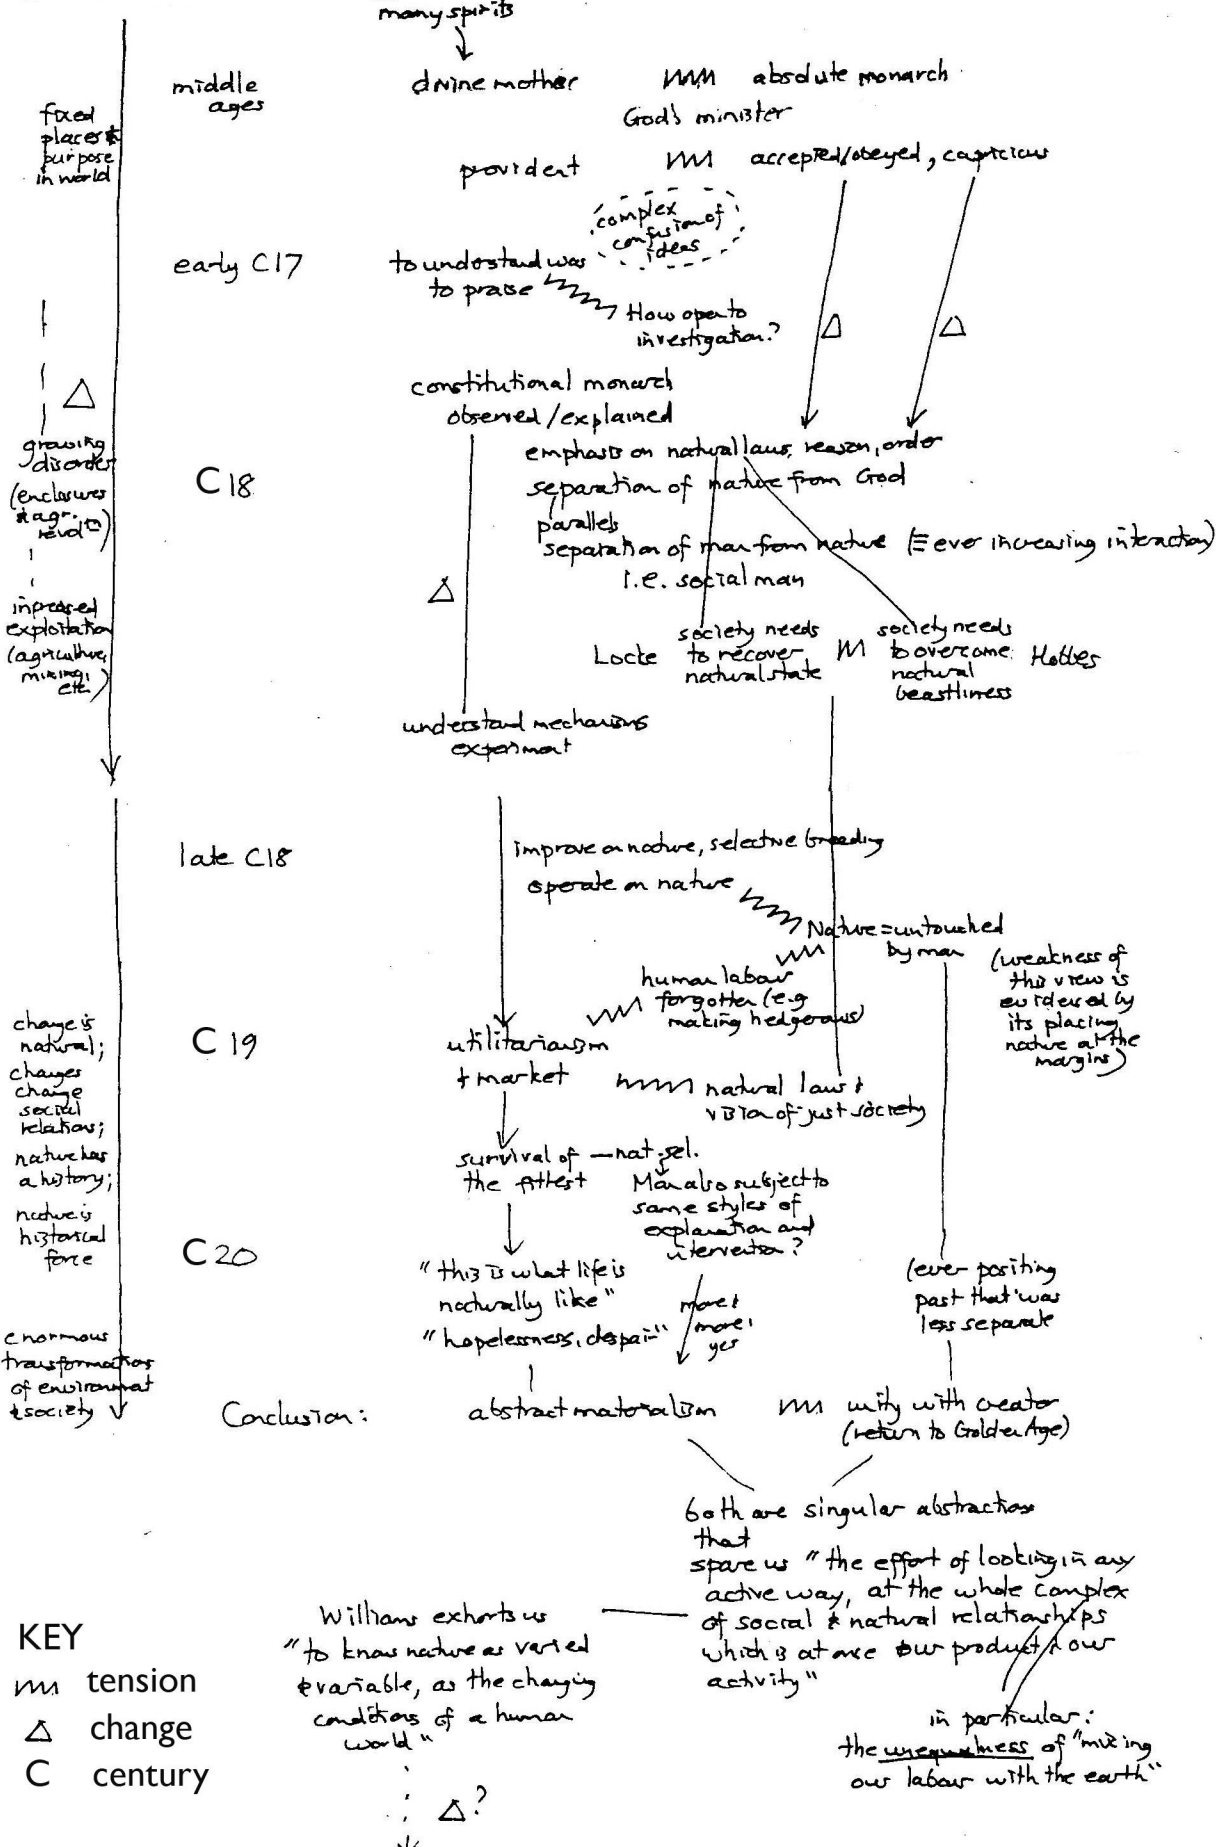 many spirits
middle
ages
divine mother
absolute monarch
God's minister
fixed
places &
purpose
in world
provident
accepted/obeyed, capricious
complex
confusion of
ideas
early C17
to understand was
to praise
How open to
investigation?
Δ
Δ
Δ
constitutional monarch
observed/explained
growing
disorder
(enclosures
& agr.
revoltn)
C 18
emphasis on natural laws, reason, order
separation of nature from God
parallels
separation of man from nature (≡ ever increasing interaction)
i.e. social man
Δ
increased
exploitation
(agriculture,
mining,
etc.)
Locke
society needs
to recover
natural state
society needs
to overcome
natural
beastliness
Hobbes
understand mechanisms
experiment
late C18
improve on nature, selective breeding
operate on nature
Nature = untouched
by man
(weakness of
this view is
evidenced by
its placing
nature at the
margins)
human labour
forgotten (e.g
making hedgerows)
change is
natural;
changes
change
social
relations;
nature has
a history;
nature is
historical
force
C 19
utilitarianism
+ market
natural laws +
vision of just society
survival of — nat. sel.
the fittest
Man also subject to
same styles of
explanation and
intervention?
C 20
"this is what life is
naturally like"
"hopelessness, despair"
more &
more,
yes
(ever positing
past that was
less separate
enormous
transformations
of environment
& society
Conclusion:
abstract materialism
unity with creator
(return to Golden Age)
both are singular abstractions
that
spare us "the effort of looking, in any
active way, at the whole complex
of social & natural relationships
which is at once our product & our
activity"
Williams exhorts us
"to know nature as varied
& variable, as the changing
conditions of a human
world"
in particular:
the unequalness of "mixing
our labour with the earth"
Δ?
KEY
tension
Δ change
C century